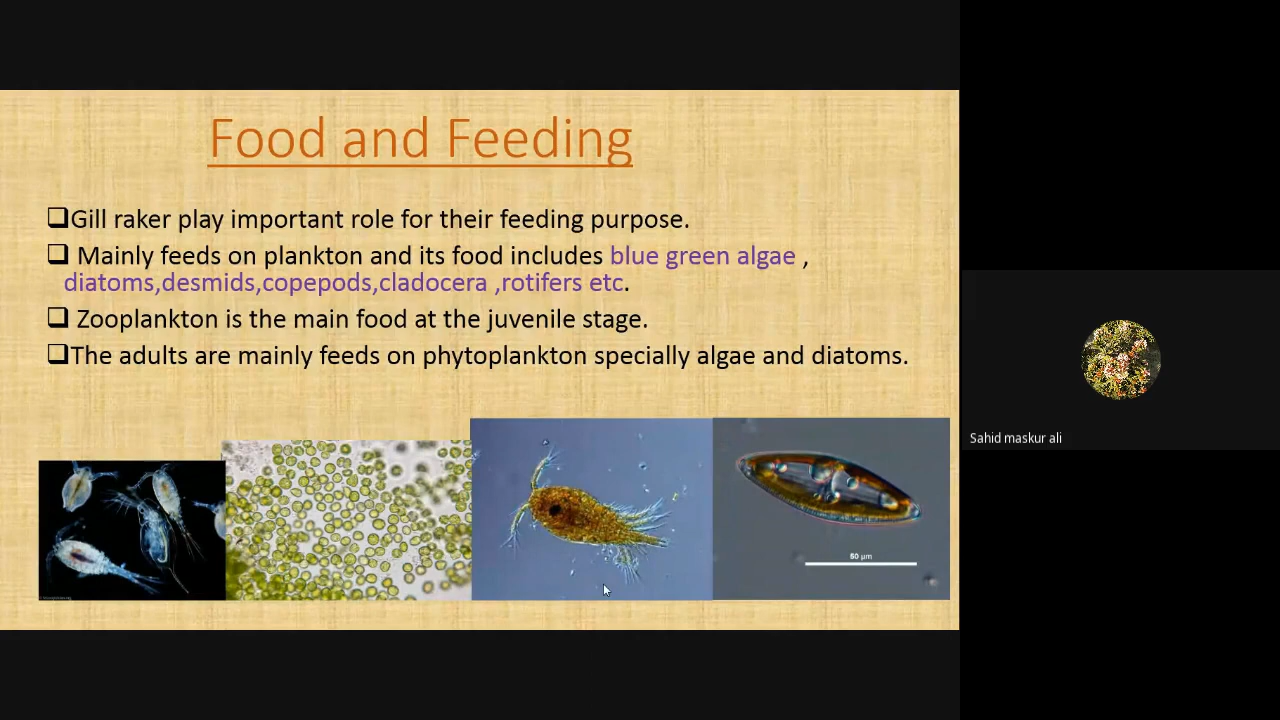 Food and Feeding
Gill raker play important role for their feeding purpose.
Mainly feeds on plankton and its food includes blue green algae ,
diatoms,desmids,copepods,cladocera ,rotifers etc.
Zooplankton is the main food at the juvenile stage.
The adults are mainly feeds on phytoplankton specially algae and diatoms.
50 µm
Sahid maskur ali